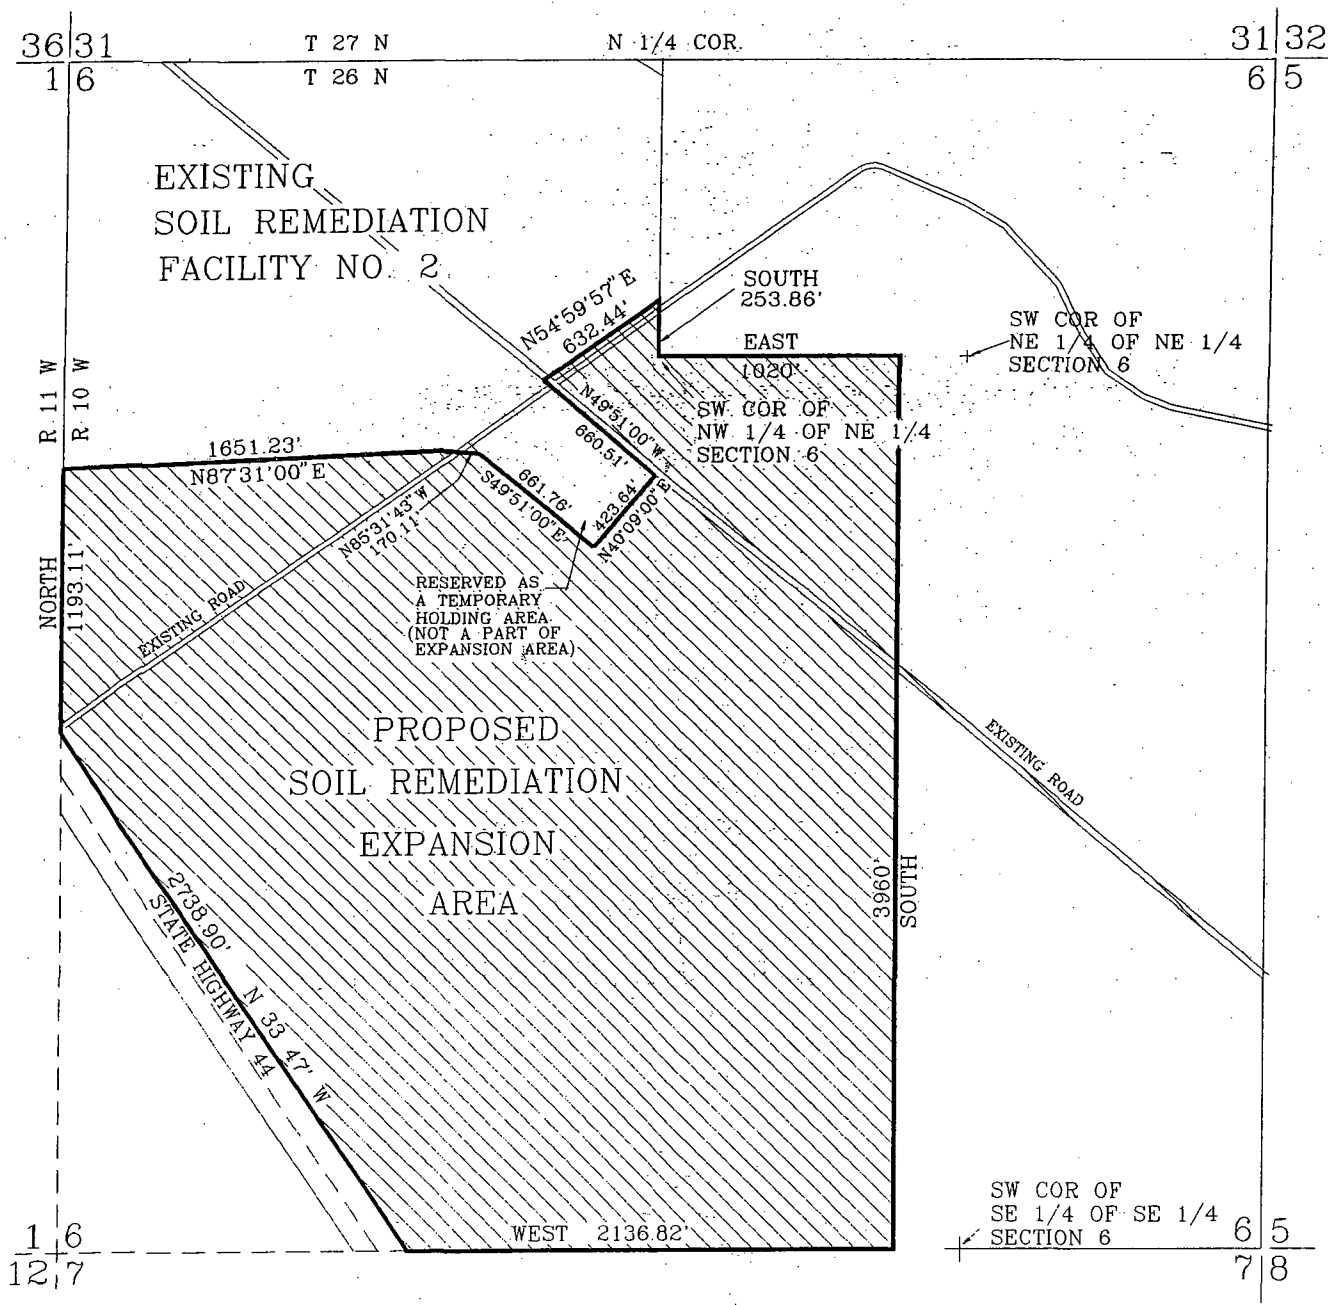 36 31
T 27 N
N 1/4 COR.
31 32
1 6
T 26 N
6 5
EXISTING
SOIL REMEDIATION
FACILITY NO. 2
R 11 W
R 10 W
N54°59'57"E
632.44'
SOUTH
253.86'
EAST
1020'
SW COR OF
NE 1/4 OF NE 1/4
SECTION 6
SW COR OF
NW 1/4 OF NE 1/4
SECTION 6
N49°51'00"W
660.51'
1651.23'
N87°31'00"E
661.76'
S49°51'00"E
423.64'
N40°09'00"E
N85°31'43"W
170.11'
NORTH
1193.11'
EXISTING ROAD
RESERVED AS
A TEMPORARY
HOLDING AREA.
(NOT A PART OF
EXPANSION AREA)
PROPOSED
SOIL REMEDIATION
EXPANSION
AREA
EXISTING ROAD
3960'
SOUTH
2738.90'
N 33 47' W
STATE HIGHWAY 44
WEST 2136.82'
SW COR OF
SE 1/4 OF SE 1/4
SECTION 6
1 6
12 7
6 5
7 8